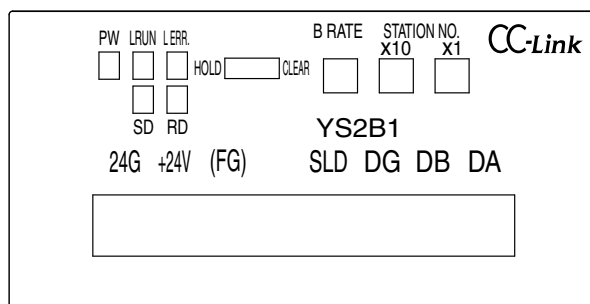 PW LRUN L ERR. B RATE STATION NO. CC-Link
X10 X1
HOLD CLEAR
SD RD YS2B1
24G +24V (FG) SLD DG DB DA